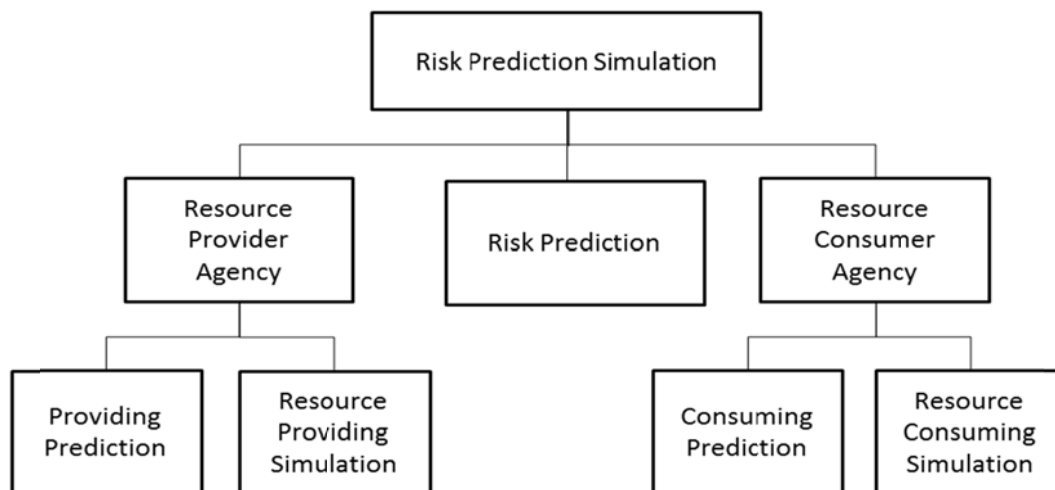 Risk Prediction Simulation
Resource
Provider
Agency
Risk Prediction
Resource
Consumer
Agency
Providing
Prediction
Resource
Providing
Simulation
Consuming
Prediction
Resource
Consuming
Simulation